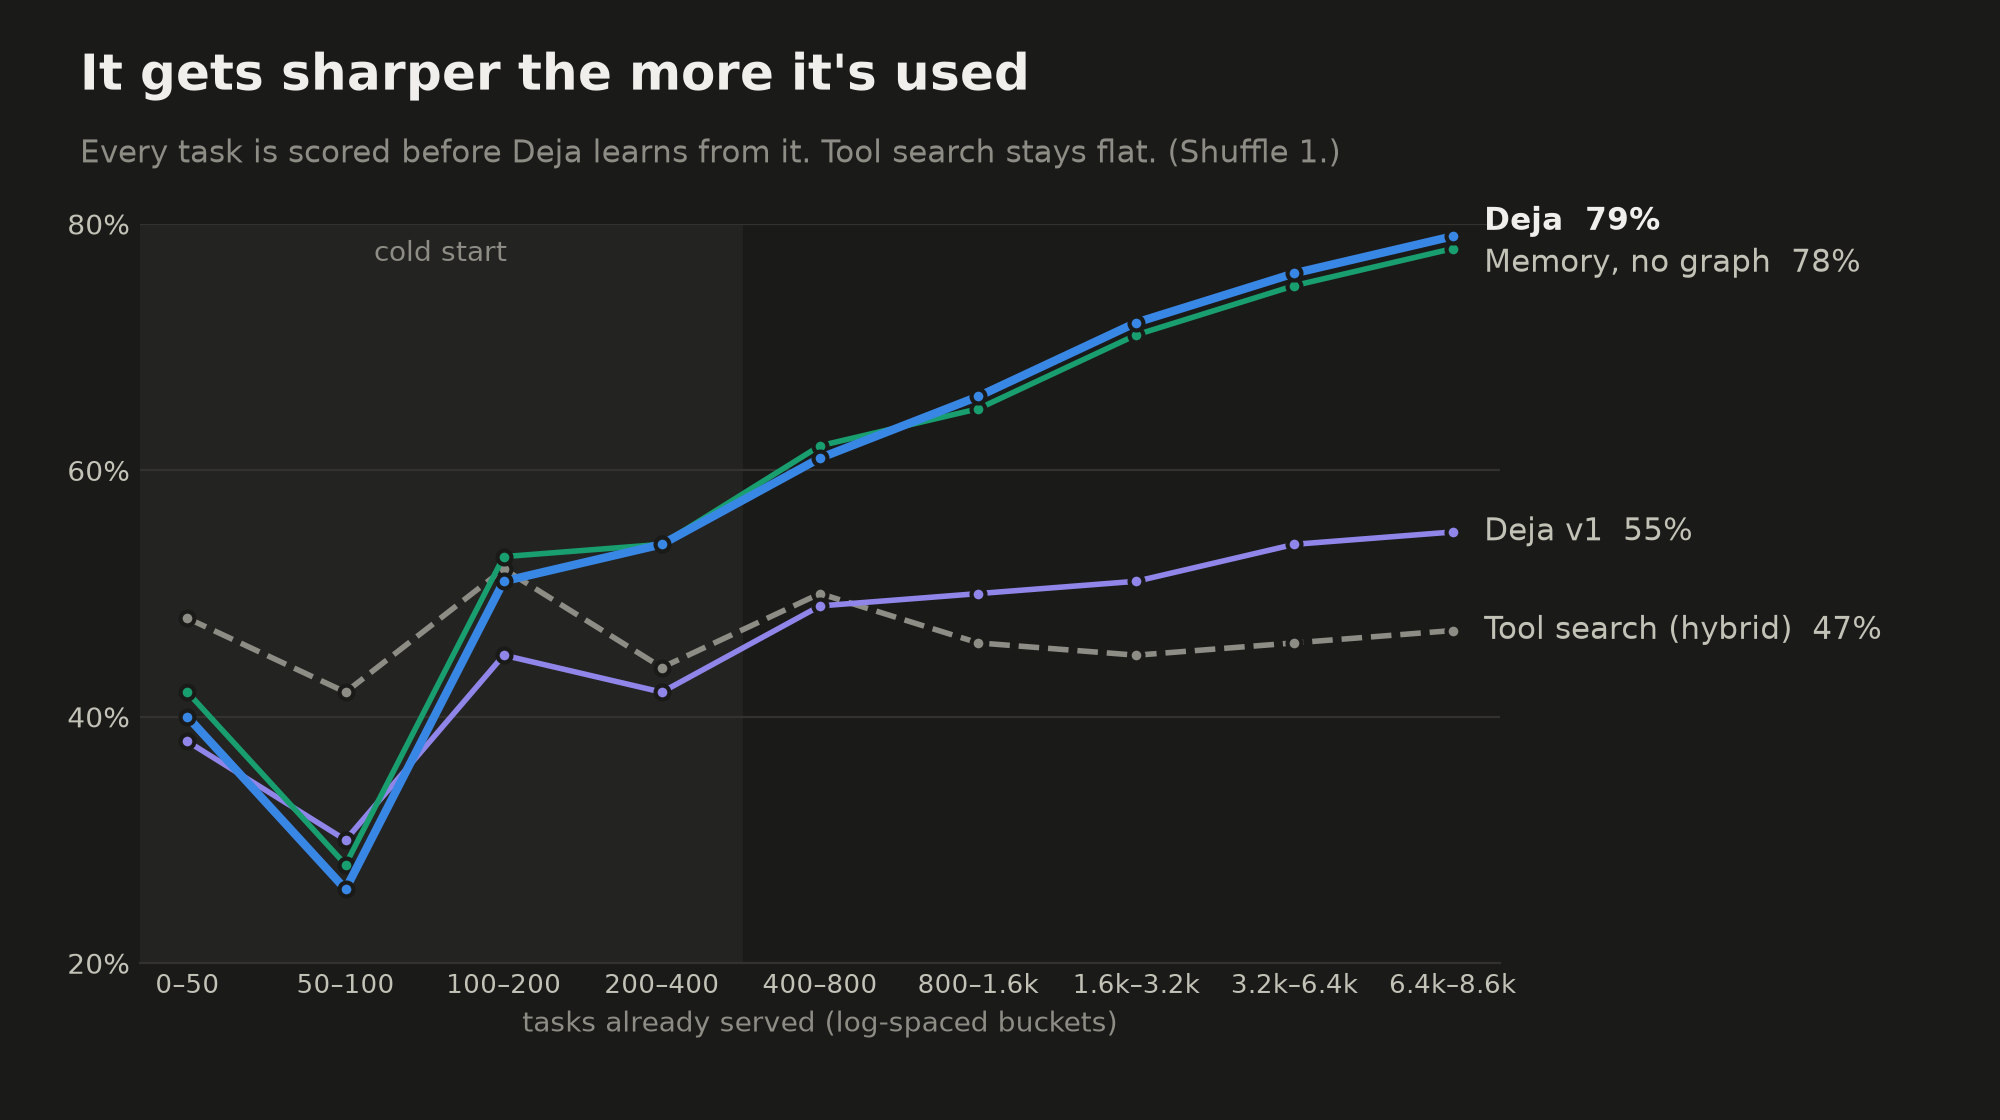 It gets sharper the more it's used
Every task is scored before Deja learns from it. Tool search stays flat. (Shuffle 1.)
80%
cold start
Deja 79%
Memory, no graph 78%
60%
Deja v1 55%
Tool search (hybrid) 47%
40%
20%
0–50 50–100 100–200 200–400 400–800 800–1.6k 1.6k–3.2k 3.2k–6.4k 6.4k–8.6k
tasks already served (log-spaced buckets)